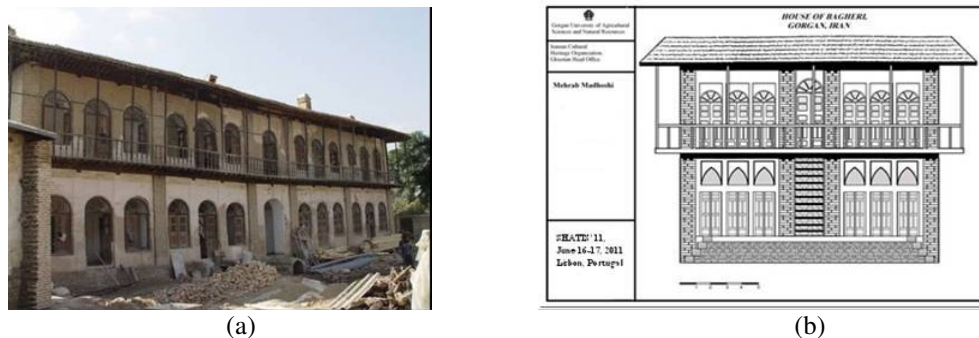 Gorgan University of Agricultural
Sciences and Natural Resources
Iranian Cultural
Heritage Organization,
Golestan Head Office
Mehrab Madhoshi
SHATIS '11,
June 16-17, 2011
Lisbon, Portugal
HOUSE OF BAGHERI,
GORGAN, IRAN
(a)
(b)